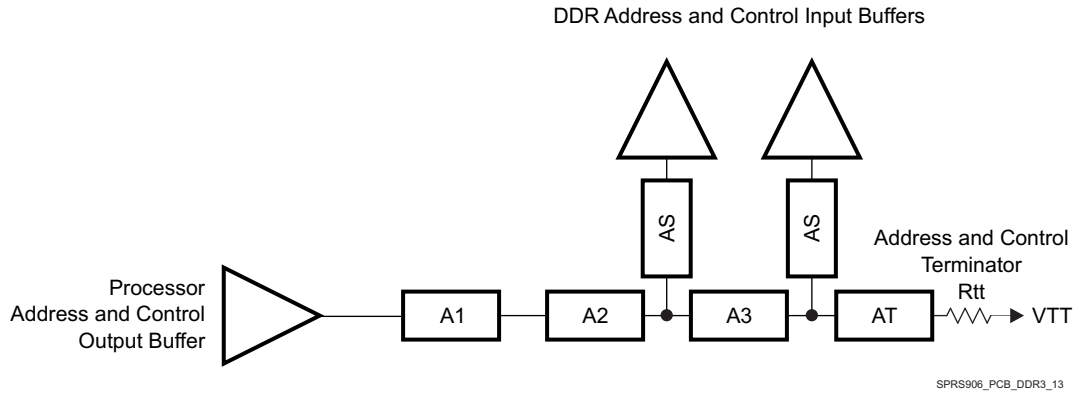 DDR Address and Control Input Buffers
AS
AS
Processor
Address and Control
Output Buffer
A1
A2
A3
AT
Address and Control
Terminator
Rtt
VTT
SPRS906_PCB_DDR3_13